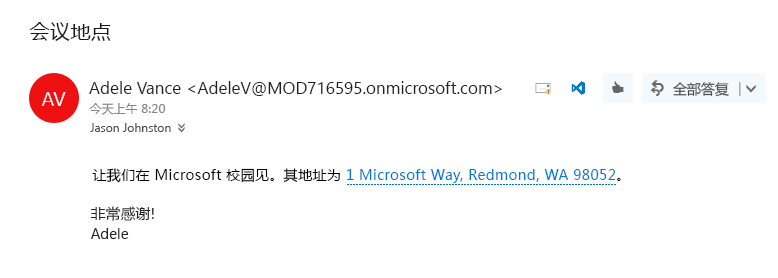 会议地点
AV
Adele Vance <AdeleV@MOD716595.onmicrosoft.com>
全部答复
今天上午 8:20
Jason Johnston
让我们在 Microsoft 校园见。其地址为 1 Microsoft Way, Redmond, WA 98052。
非常感谢!
Adele